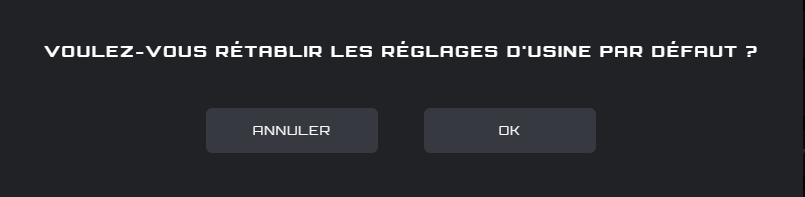 VOULEZ-VOUS RÉTABLIR LES RÉGLAGES D'USINE PAR DÉFAUT ?
ANNULER
OK